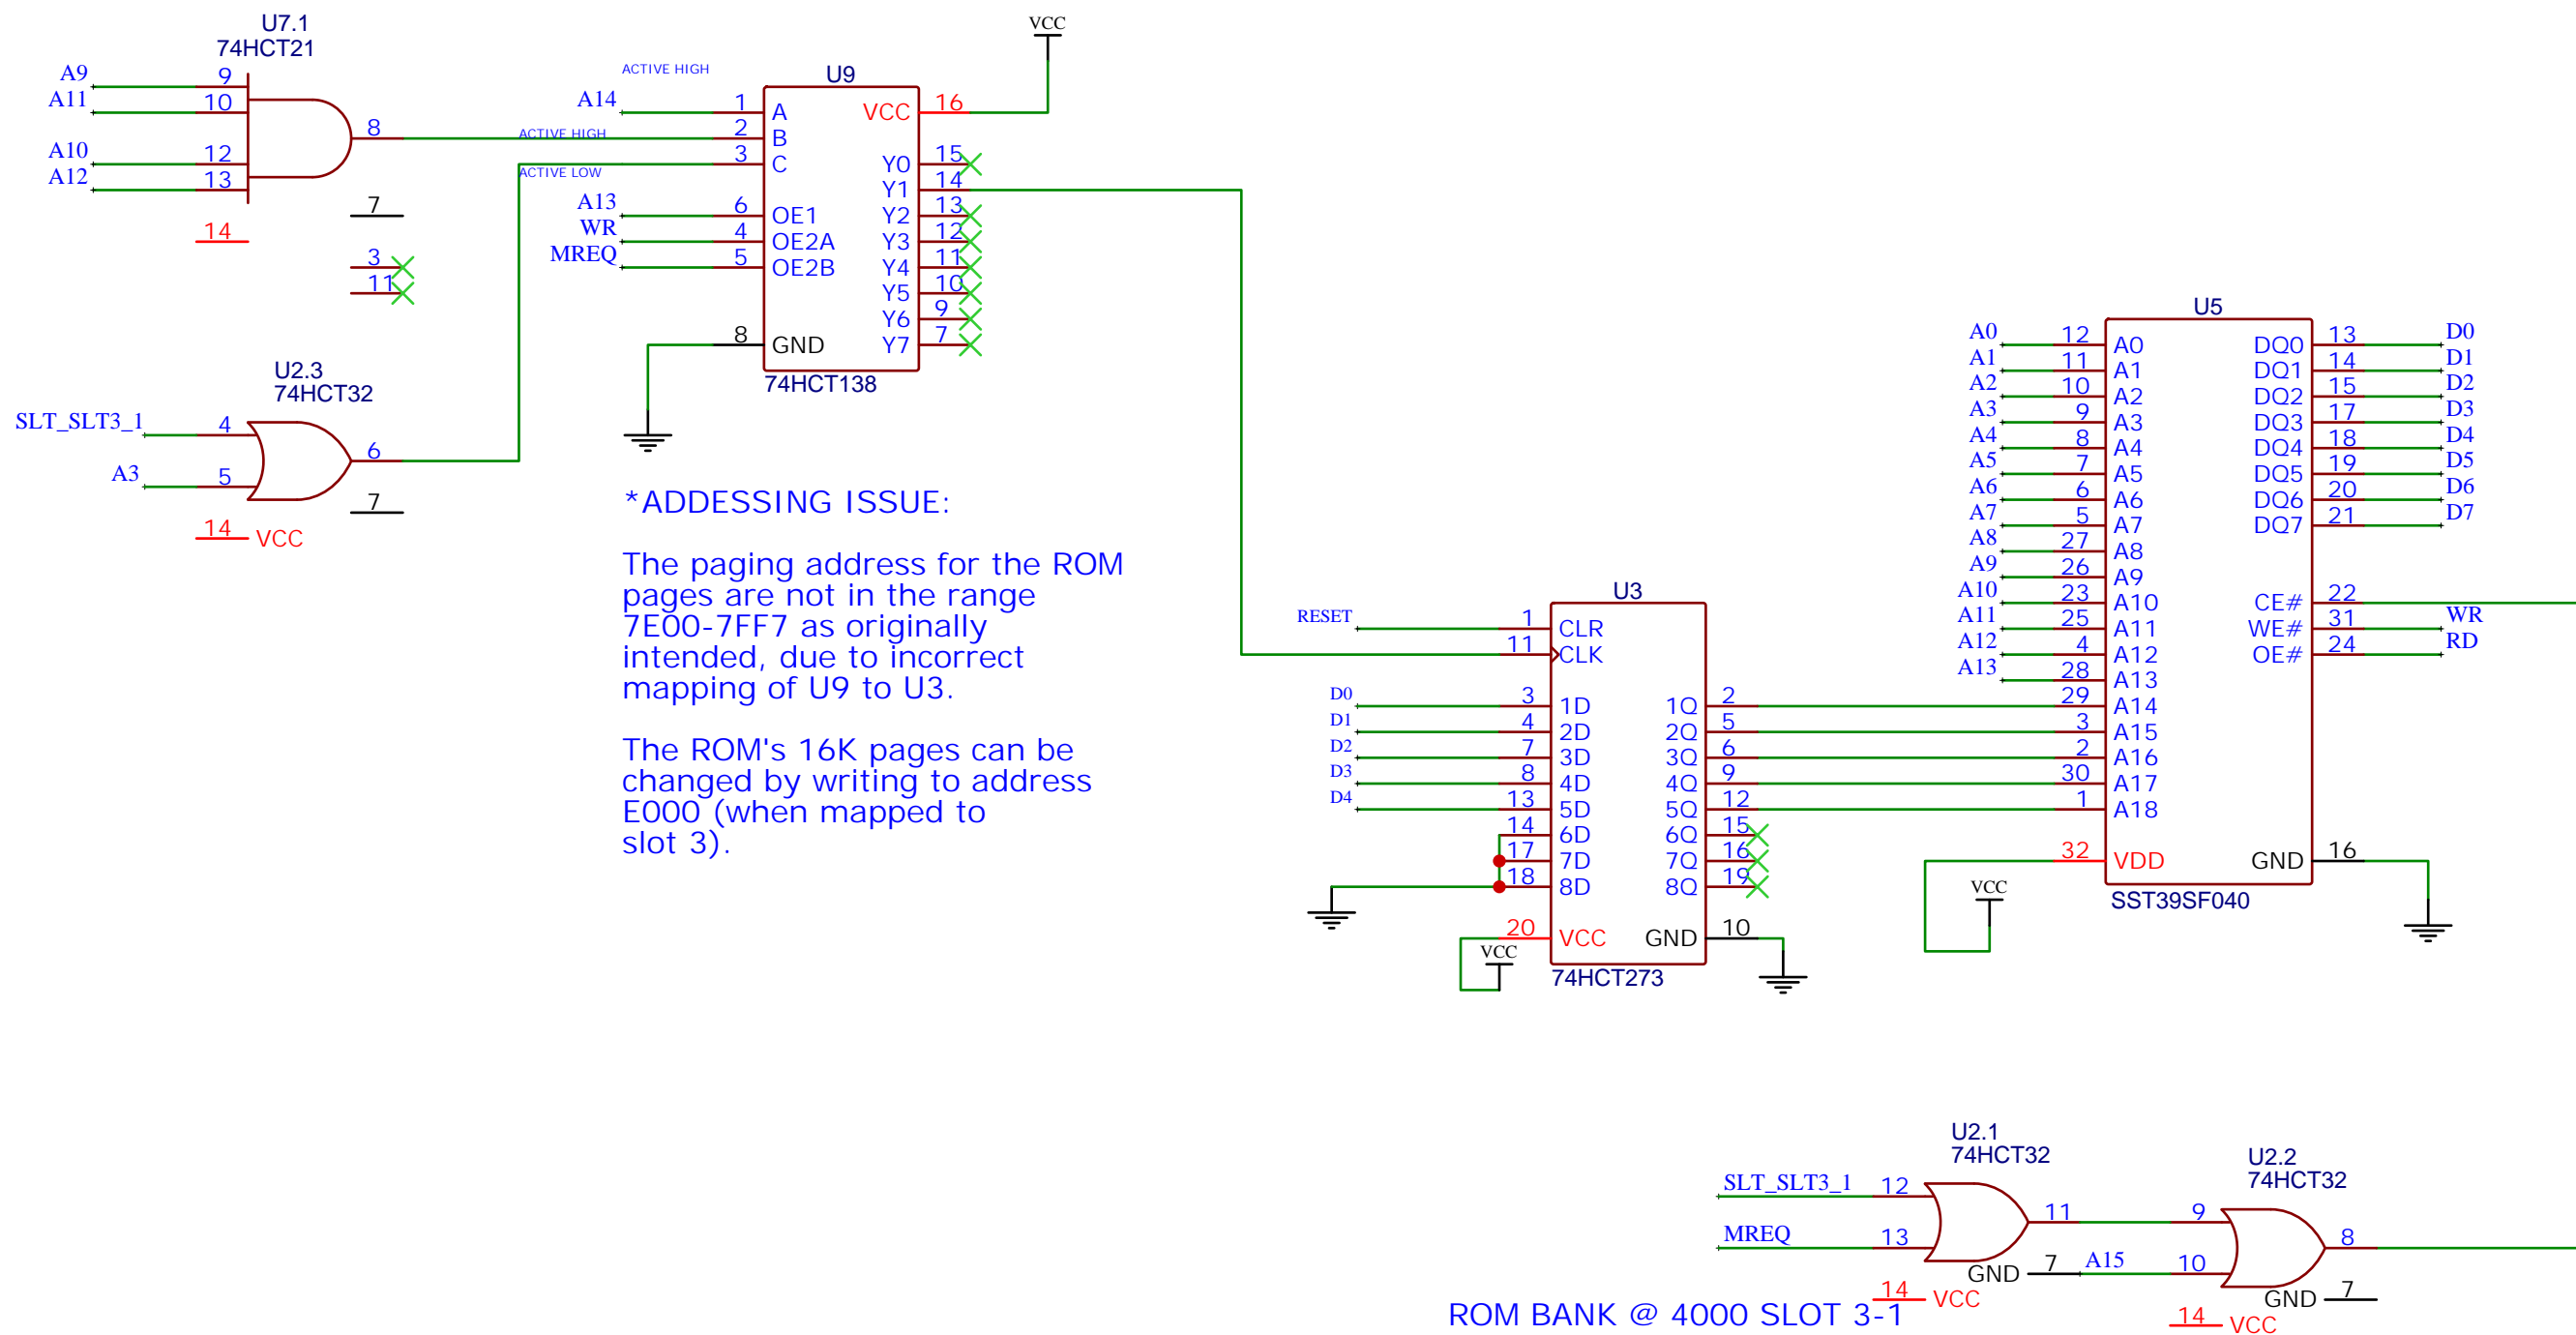 U7.1
74HCT21
A9 9
A11 10
A10 12
A12 13
8
14
7
3
11
U2.3
74HCT32
SLT_SLT3_1 4
A3 5
6
7
14 VCC
ACTIVE HIGH
ACTIVE HIGH
ACTIVE LOW
VCC
U9
A14 1 A
2 B
3 C
A13 6 OE1
WR 4 OE2A
MREQ 5 OE2B
8 GND
VCC 16
Y0 15
Y1 14
Y2 13
Y3 12
Y4 11
Y5 10
Y6 9
Y7 7
74HCT138
*ADDESSING ISSUE:
The paging address for the ROM
pages are not in the range
7E00-7FF7 as originally
intended, due to incorrect
mapping of U9 to U3.
The ROM's 16K pages can be
changed by writing to address
E000 (when mapped to
slot 3).
U3
RESET 1 CLR
11 CLK
D0 3 1D
D1 4 2D
D2 7 3D
D3 8 4D
D4 13 5D
14 6D
17 7D
18 8D
20 VCC
VCC
1Q 2
2Q 5
3Q 6
4Q 9
5Q 12
6Q 15
7Q 16
8Q 19
GND 10
74HCT273
U5
A0 12 A0
A1 11 A1
A2 10 A2
A3 9 A3
A4 8 A4
A5 7 A5
A6 6 A6
A7 5 A7
A8 27 A8
A9 26 A9
A10 23 A10
A11 25 A11
A12 4 A12
A13 28 A13
29 A14
3 A15
2 A16
30 A17
1 A18
32 VDD
VCC
DQ0 13 D0
DQ1 14 D1
DQ2 15 D2
DQ3 17 D3
DQ4 18 D4
DQ5 19 D5
DQ6 20 D6
DQ7 21 D7
CE# 22
WE# 31 WR
OE# 24 RD
GND 16
SST39SF040
U2.1
74HCT32
SLT_SLT3_1 12
MREQ 13
11
GND 7
14 VCC
U2.2
74HCT32
9
A15 10
8
GND 7
14 VCC
ROM BANK @ 4000 SLOT 3-1